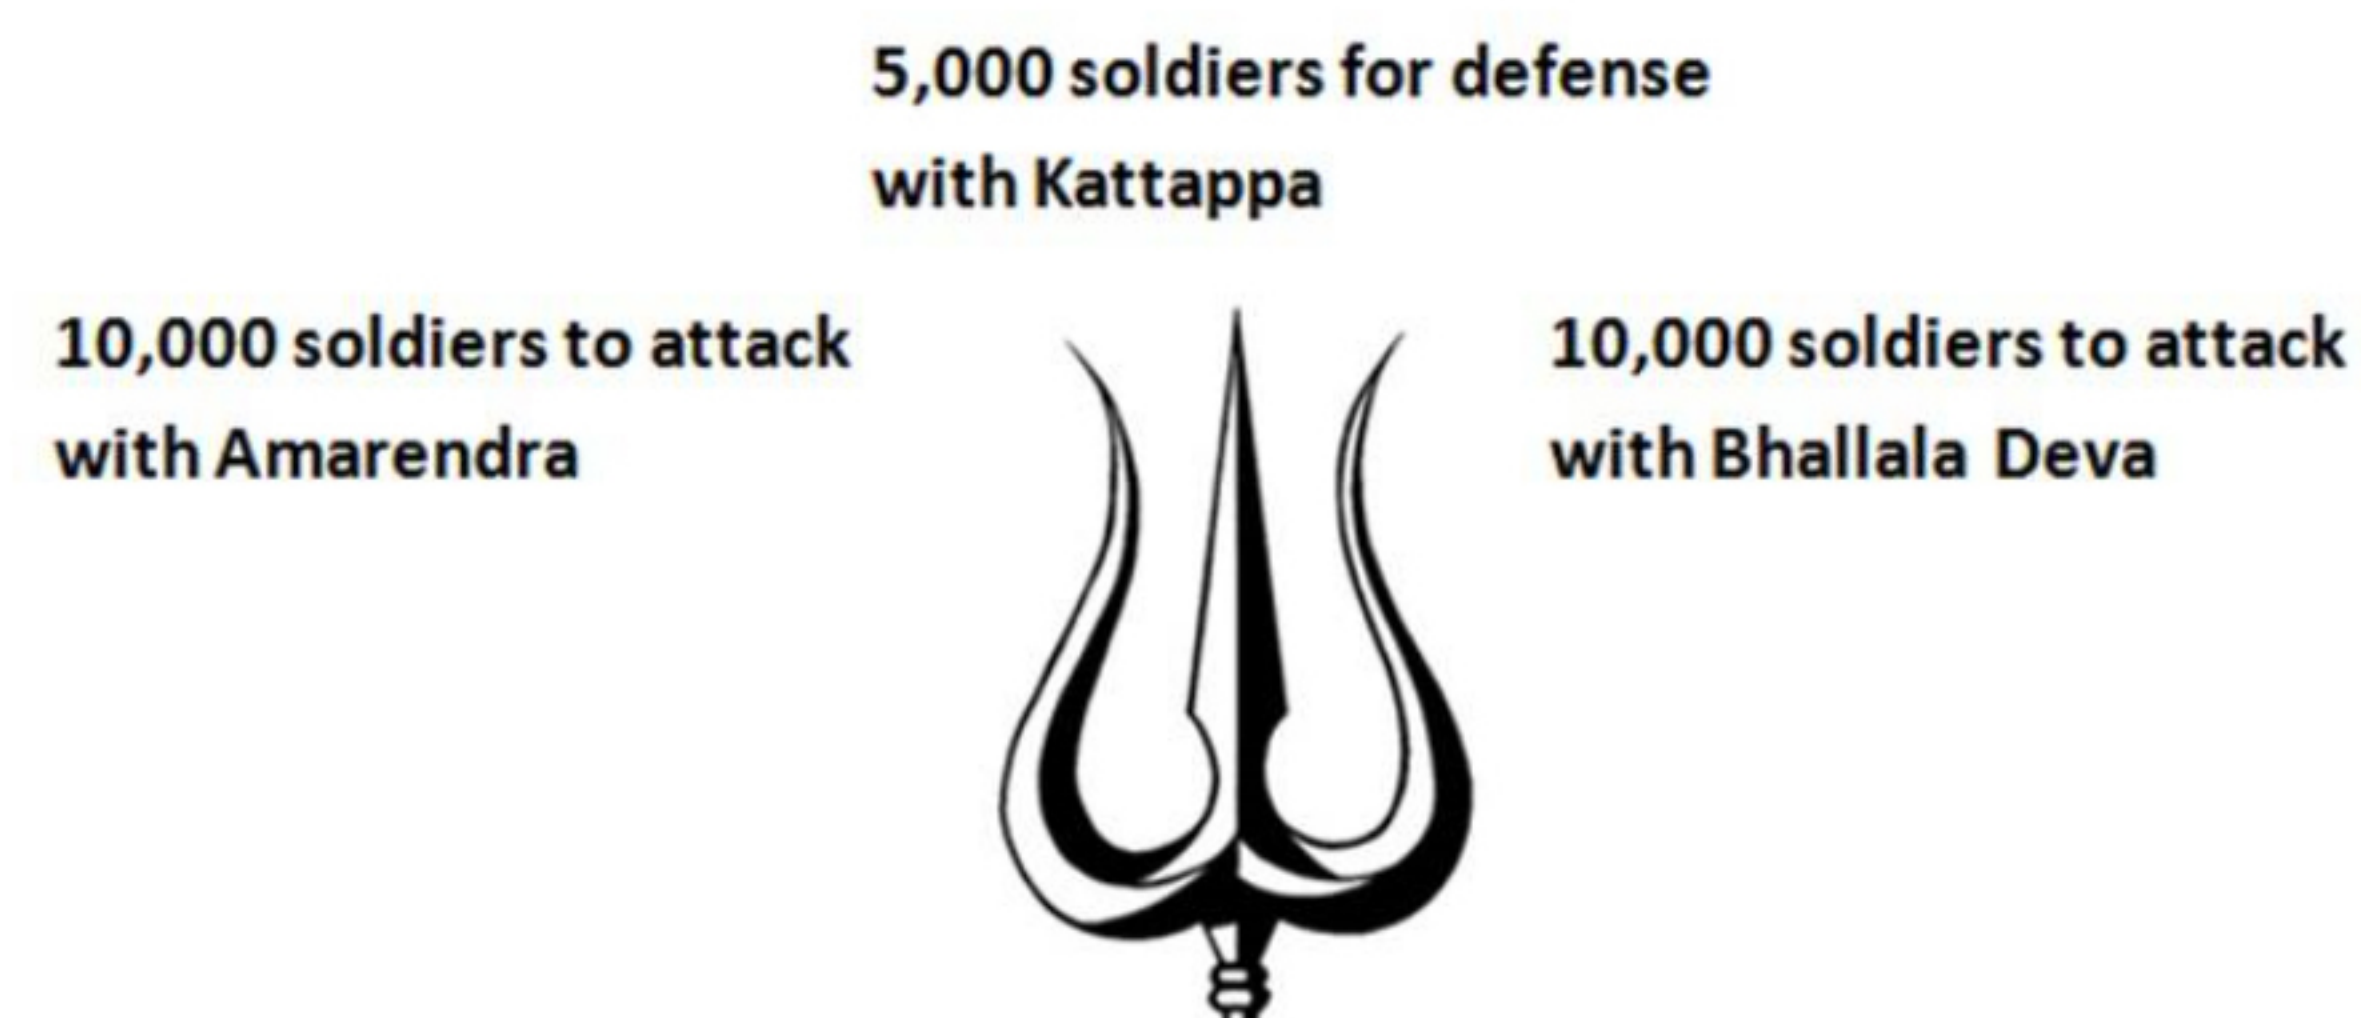 5,000 soldiers for defense
with Kattappa
10,000 soldiers to attack
with Amarendra
10,000 soldiers to attack
with Bhallala Deva